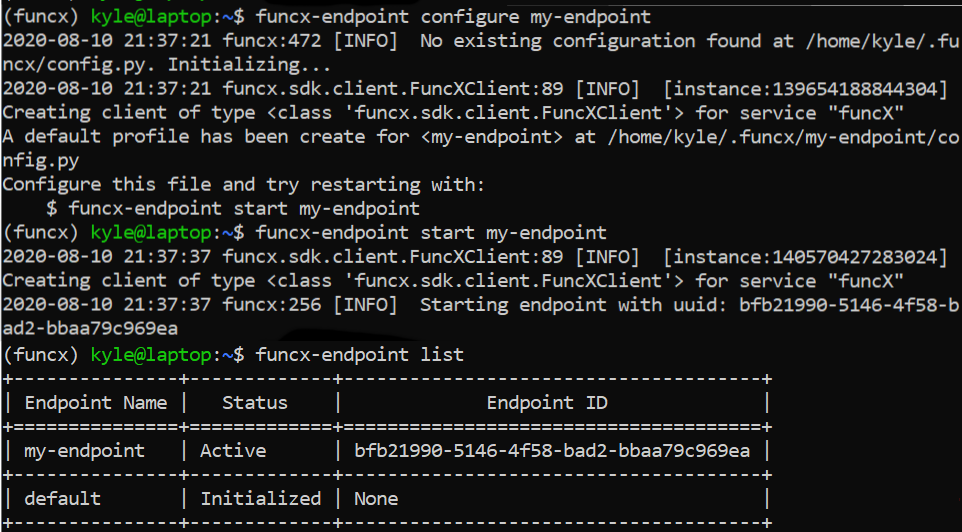 (funcx) kyle@laptop:~$ funcx-endpoint configure my-endpoint
2020-08-10 21:37:21 funcx:472 [INFO]  No existing configuration found at /home/kyle/.fu
ncx/config.py. Initializing...
2020-08-10 21:37:21 funcx.sdk.client.FuncXClient:89 [INFO]  [instance:139654188844304]
Creating client of type <class 'funcx.sdk.client.FuncXClient'> for service "funcX"
A default profile has been create for <my-endpoint> at /home/kyle/.funcx/my-endpoint/co
nfig.py
Configure this file and try restarting with:
    $ funcx-endpoint start my-endpoint
(funcx) kyle@laptop:~$ funcx-endpoint start my-endpoint
2020-08-10 21:37:37 funcx.sdk.client.FuncXClient:89 [INFO]  [instance:140570427283024]
Creating client of type <class 'funcx.sdk.client.FuncXClient'> for service "funcX"
2020-08-10 21:37:37 funcx:256 [INFO]  Starting endpoint with uuid: bfb21990-5146-4f58-b
ad2-bbaa79c969ea
(funcx) kyle@laptop:~$ funcx-endpoint list
+---------------+-------------+--------------------------------------+
| Endpoint Name |   Status    |             Endpoint ID              |
+===============+=============+======================================+
| my-endpoint   | Active      | bfb21990-5146-4f58-bad2-bbaa79c969ea |
+---------------+-------------+--------------------------------------+
| default       | Initialized | None                                 |
+---------------+-------------+--------------------------------------+